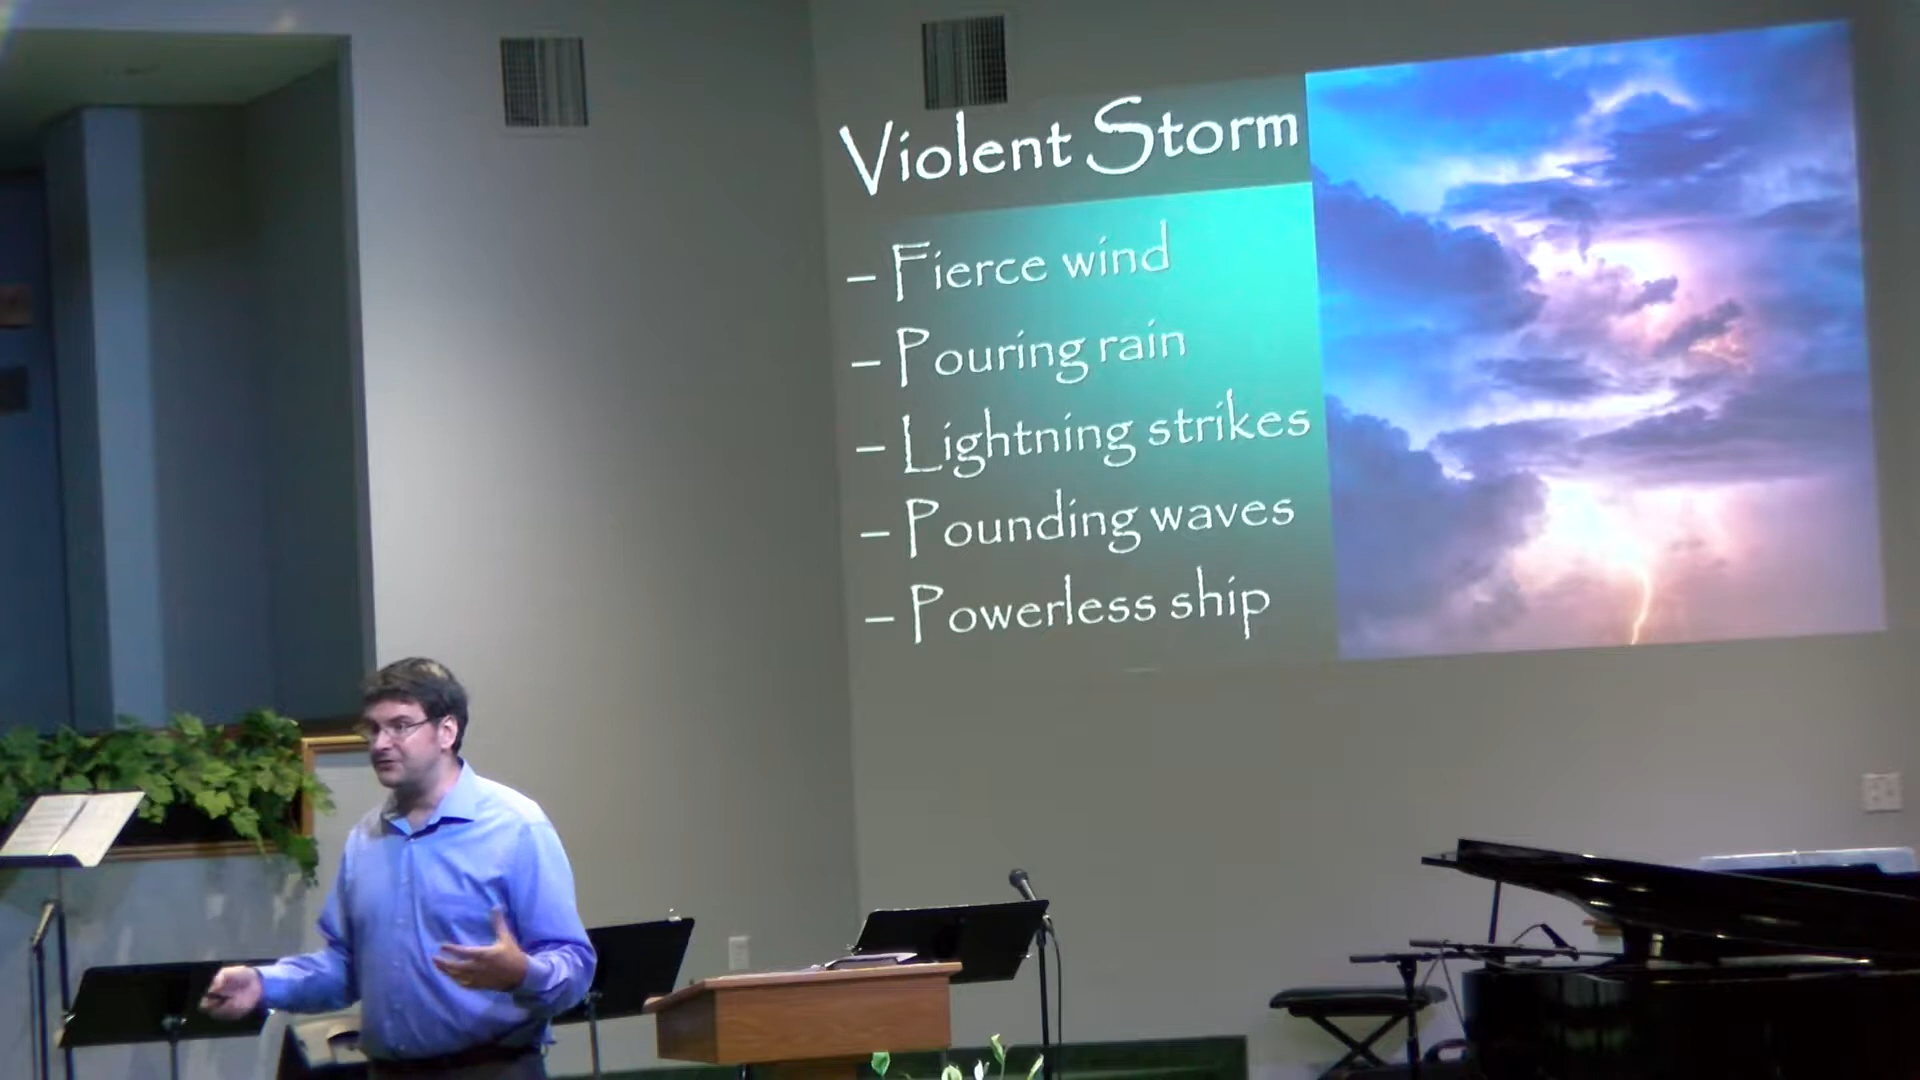 Violent Storm
– Fierce wind
– Pouring rain
– Lightning strikes
– Pounding waves
– Powerless ship